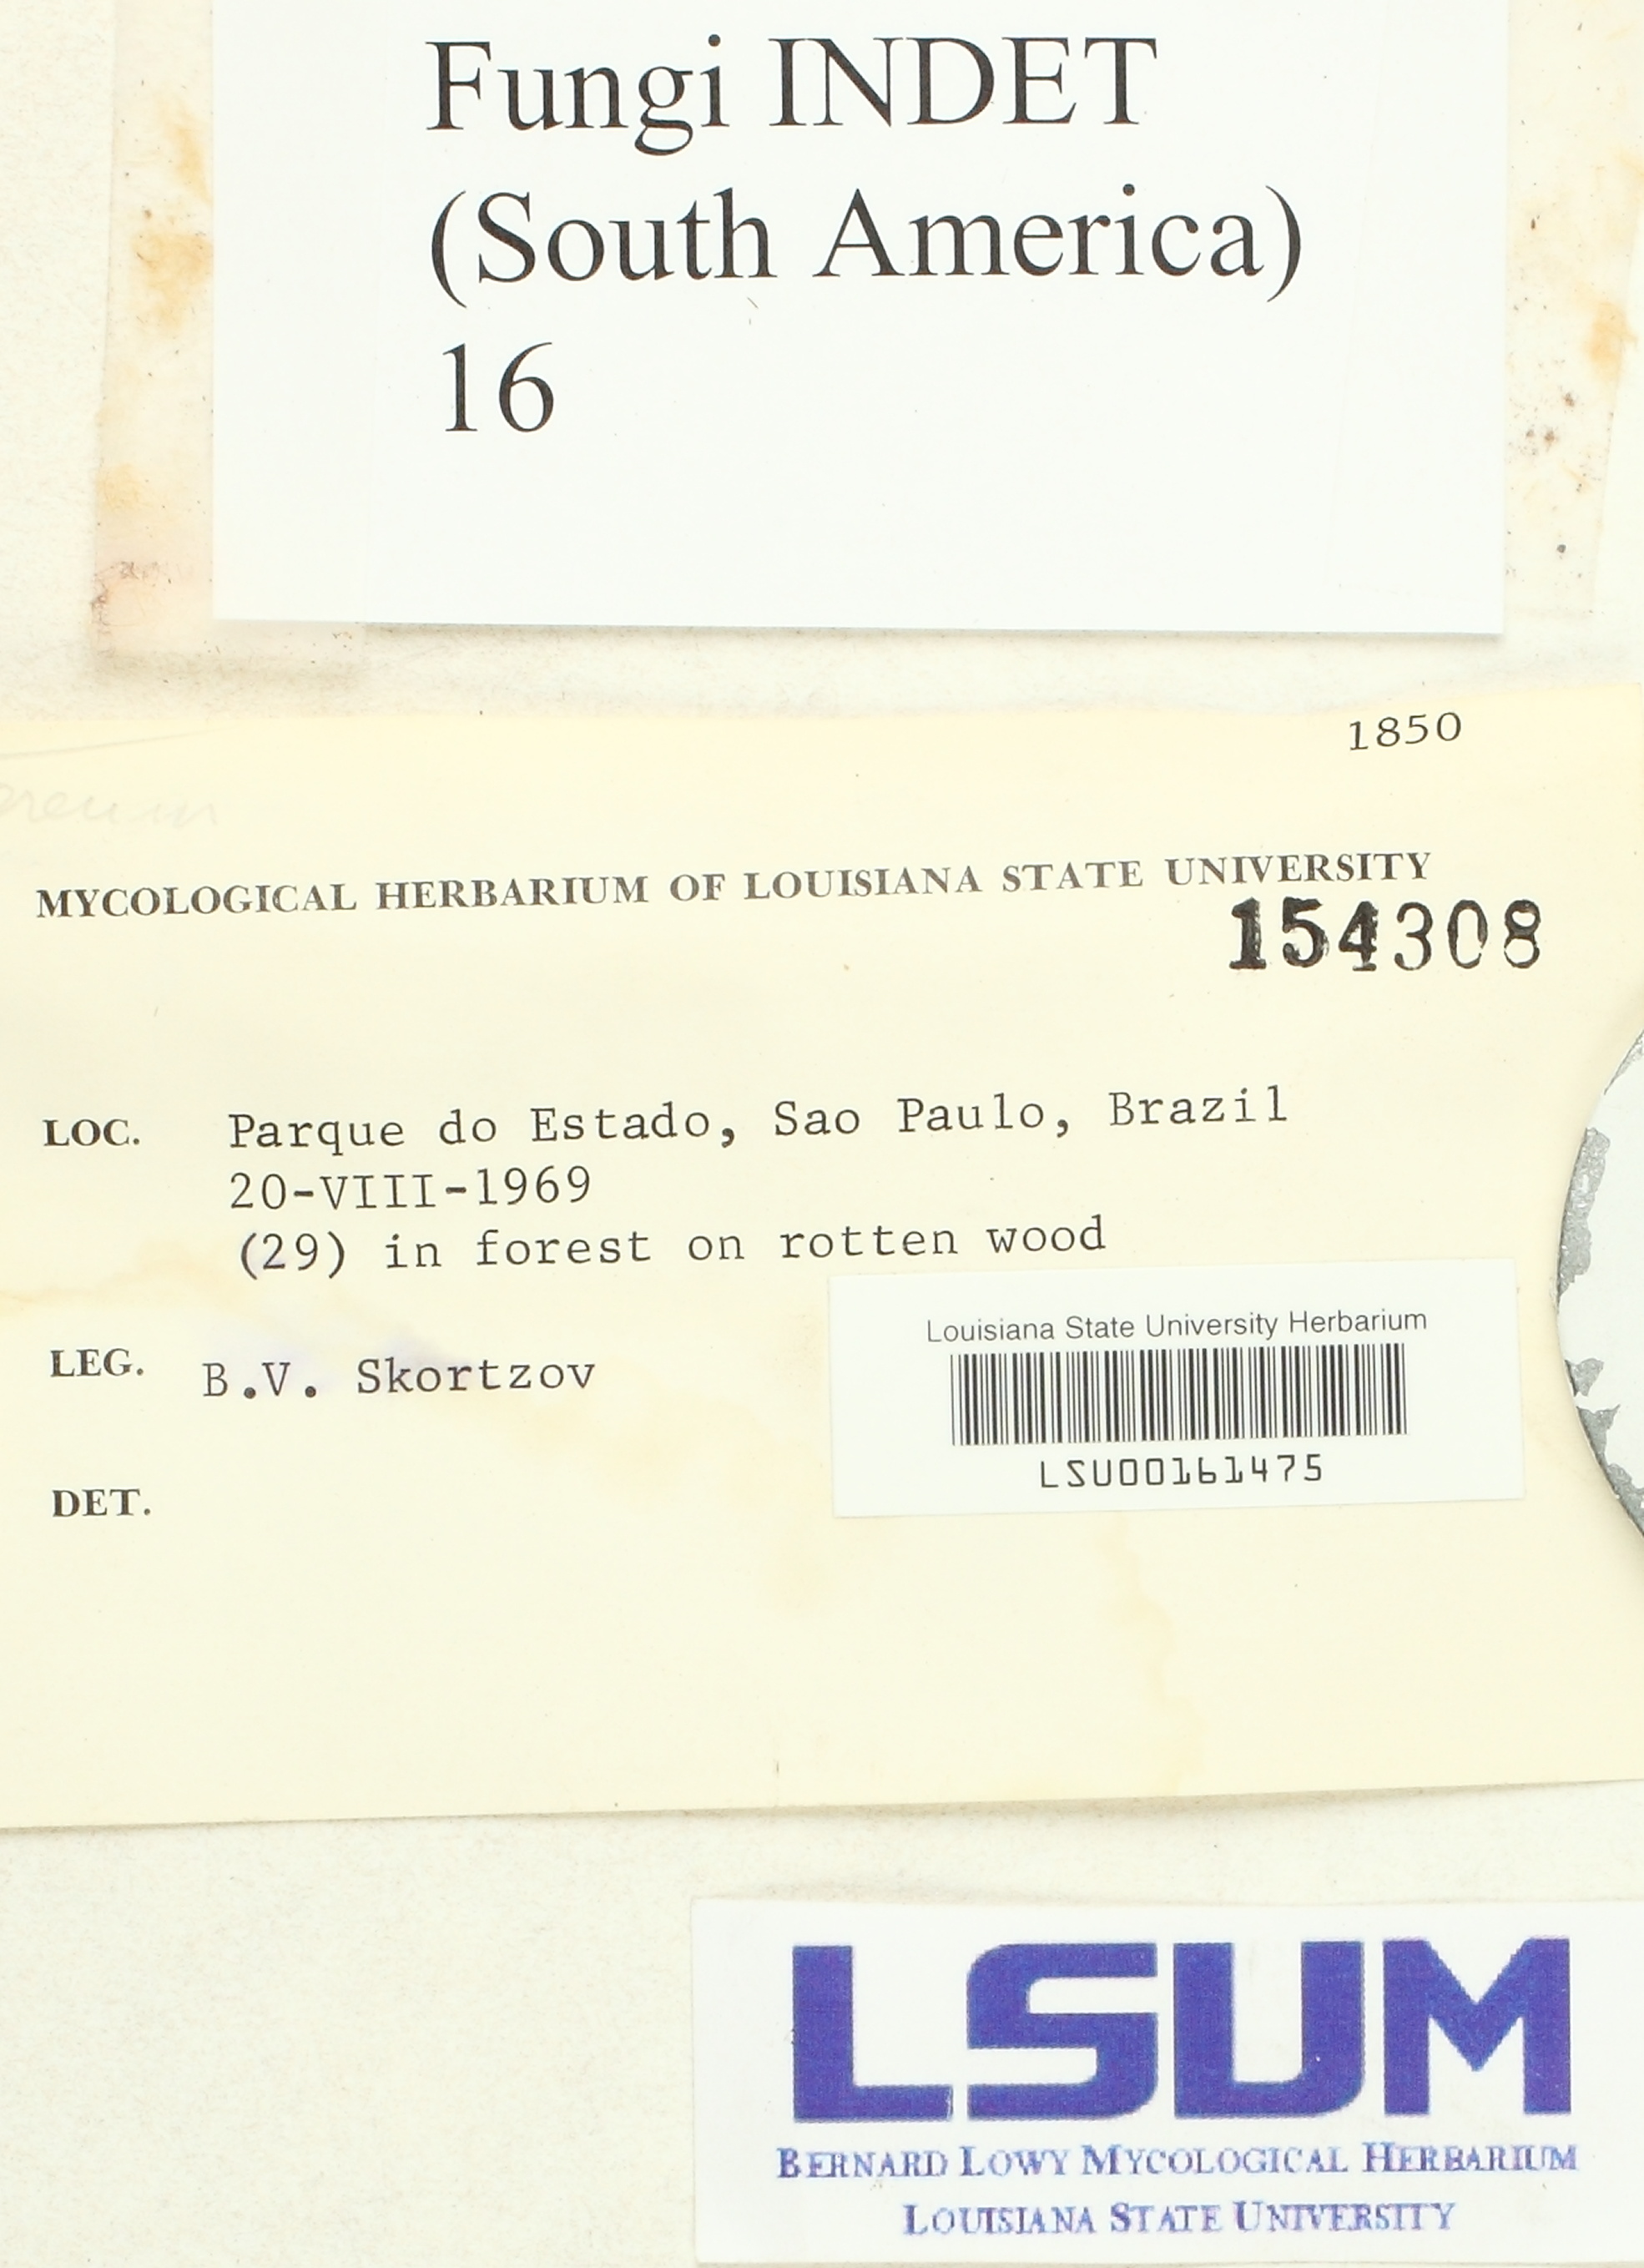 Fungi INDET
(South America)
16
1850
MYCOLOGICAL HERBARIUM OF LOUISIANA STATE UNIVERSITY
154308
LOC. Parque do Estado, Sao Paulo, Brazil
20-VIII-1969
(29) in forest on rotten wood
LEG. B.V. Skortzov
Louisiana State University Herbarium
LSU00161475
DET.
LSUM
BERNARD LOWY MYCOLOGICAL HERBARIUM
LOUISIANA STATE UNIVERSITY